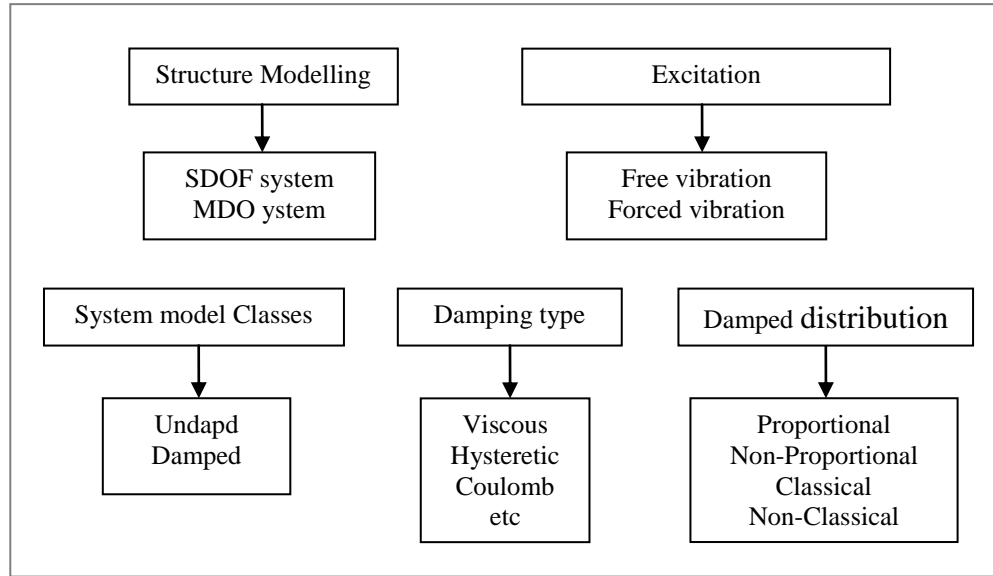 Structure Modelling
SDOF system
MDO ystem
Excitation
Free vibration
Forced vibration
System model Classes
Undapd
Damped
Damping type
Viscous
Hysteretic
Coulomb
etc
Damped distribution
Proportional
Non-Proportional
Classical
Non-Classical